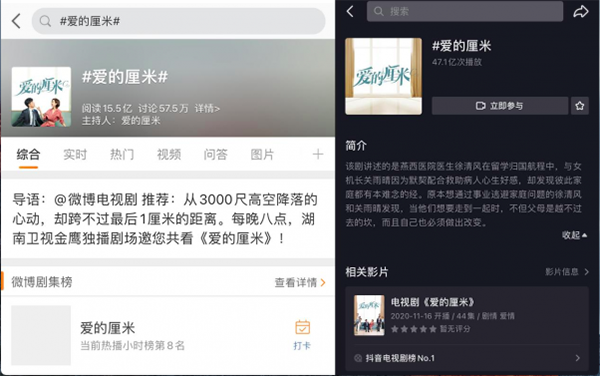 #爱的厘米#
#爱的厘米#
爱的厘米
阅读15.5亿 讨论57.5万 详情>
主持人:爱的厘米
综合 实时 热门 视频 问答 图片 +
导语:@微博电视剧 推荐:从3000尺高空降落的
心动,却跨不过最后1厘米的距离。每晚八点,湖
南卫视金鹰独播剧场邀您共看《爱的厘米》!
微博剧集榜 查看详情>
爱的厘米
当前热播小时榜第8名
打卡
搜索
爱的厘米
#爱的厘米
47.1亿次播放
立即参与
简介
该剧讲述的是燕西医院医生徐清风在留学归国航程中,与女
机长关雨晴因为默契配合救助病人心生好感,却发现彼此家
庭都有本难念的经。原本想通过事业逃避家庭问题的徐清风
和关雨晴发现,当他们想要走到一起时,不但父母是越不过
去的坎,而且自己也必须做出改变。
收起
相关影片 影片信息 >
电视剧《爱的厘米》
2020-11-16 开播 / 44集 / 剧情 爱情
暂无评分
抖音电视剧榜No.1